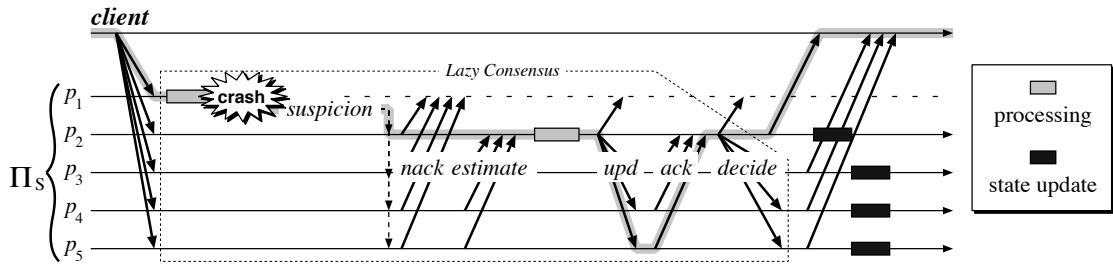 client
Lazy Consensus
p1
crash
suspicion
processing
p2
nack estimate upd ack decide
ΠS
p3
state update
p4
p5